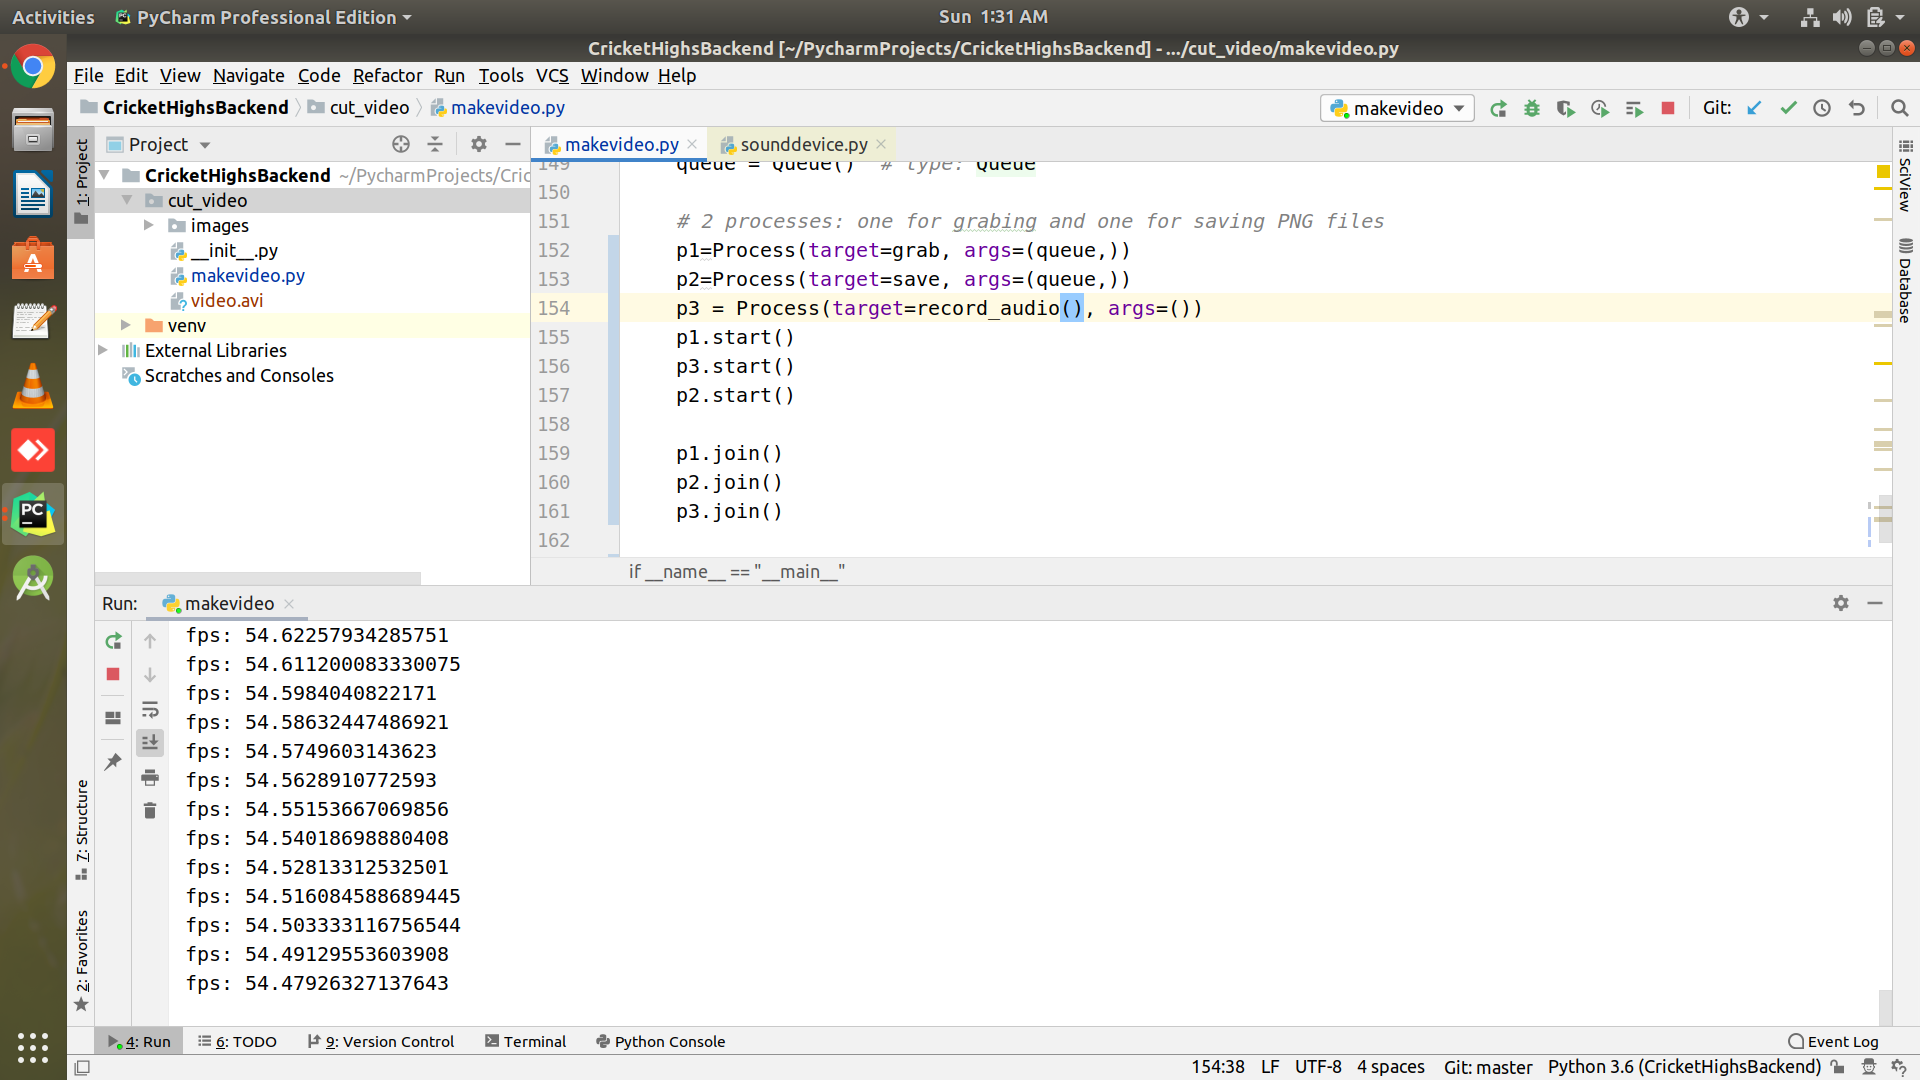 Activities
PyCharm Professional Edition
Sun 1:31 AM
CricketHighsBackend [~/PycharmProjects/CricketHighsBackend] - .../cut_video/makevideo.py
File Edit View Navigate Code Refactor Run Tools VCS Window Help
CricketHighsBackend cut_video makevideo.py
makevideo
Git:
1: Project
Project
CricketHighsBackend ~/PycharmProjects/Cric
cut_video
images
__init__.py
makevideo.py
video.avi
venv
External Libraries
Scratches and Consoles
makevideo.py
sounddevice.py
149 queue = Queue() # type: Queue
150
151 # 2 processes: one for grabing and one for saving PNG files
152 p1=Process(target=grab, args=(queue,))
153 p2=Process(target=save, args=(queue,))
154 p3 = Process(target=record_audio(), args=())
155 p1.start()
156 p3.start()
157 p2.start()
158
159 p1.join()
160 p2.join()
161 p3.join()
162
if __name__ == "__main__"
SciView
Database
Run: makevideo
fps: 54.62257934285751
fps: 54.611200083330075
fps: 54.5984040822171
fps: 54.58632447486921
fps: 54.5749603143623
fps: 54.5628910772593
fps: 54.55153667069856
fps: 54.54018698880408
fps: 54.52813312532501
fps: 54.516084588689445
fps: 54.503333116756544
fps: 54.49129553603908
fps: 54.47926327137643
7: Structure
2: Favorites
4: Run 6: TODO 9: Version Control Terminal Python Console
Event Log
154:38 LF UTF-8 4 spaces Git: master Python 3.6 (CricketHighsBackend)
PC